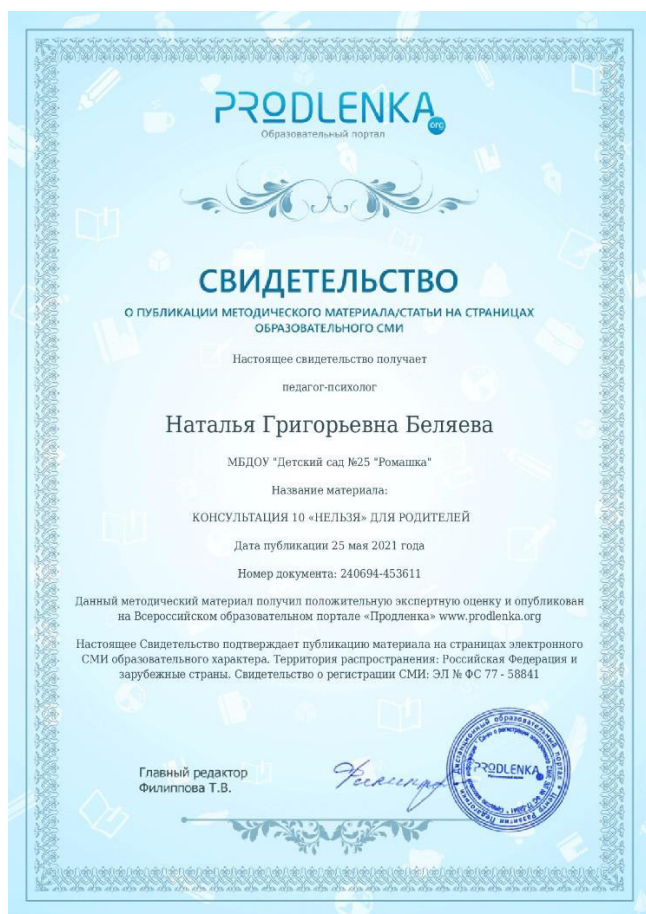 PRODLENKA
org
Образовательный портал
СВИДЕТЕЛЬСТВО
О ПУБЛИКАЦИИ МЕТОДИЧЕСКОГО МАТЕРИАЛА/СТАТЬИ НА СТРАНИЦАХ
ОБРАЗОВАТЕЛЬНОГО СМИ
Настоящее свидетельство получает
педагог-психолог
Наталья Григорьевна Беляева
МБДОУ "Детский сад №25 "Ромашка"
Название материала:
КОНСУЛЬТАЦИЯ 10 «НЕЛЬЗЯ» ДЛЯ РОДИТЕЛЕЙ
Дата публикации 25 мая 2021 года
Номер документа: 240694-453611
Данный методический материал получил положительную экспертную оценку и опубликован
на Всероссийском образовательном портале «Продленка» www.prodlenka.org
Настоящее Свидетельство подтверждает публикацию материала на страницах электронного
СМИ образовательного характера. Территория распространения: Российская Федерация и
зарубежные страны. Свидетельство о регистрации СМИ: ЭЛ № ФС 77 - 58841
Главный редактор
Филиппова Т.В.
PRODLENKA